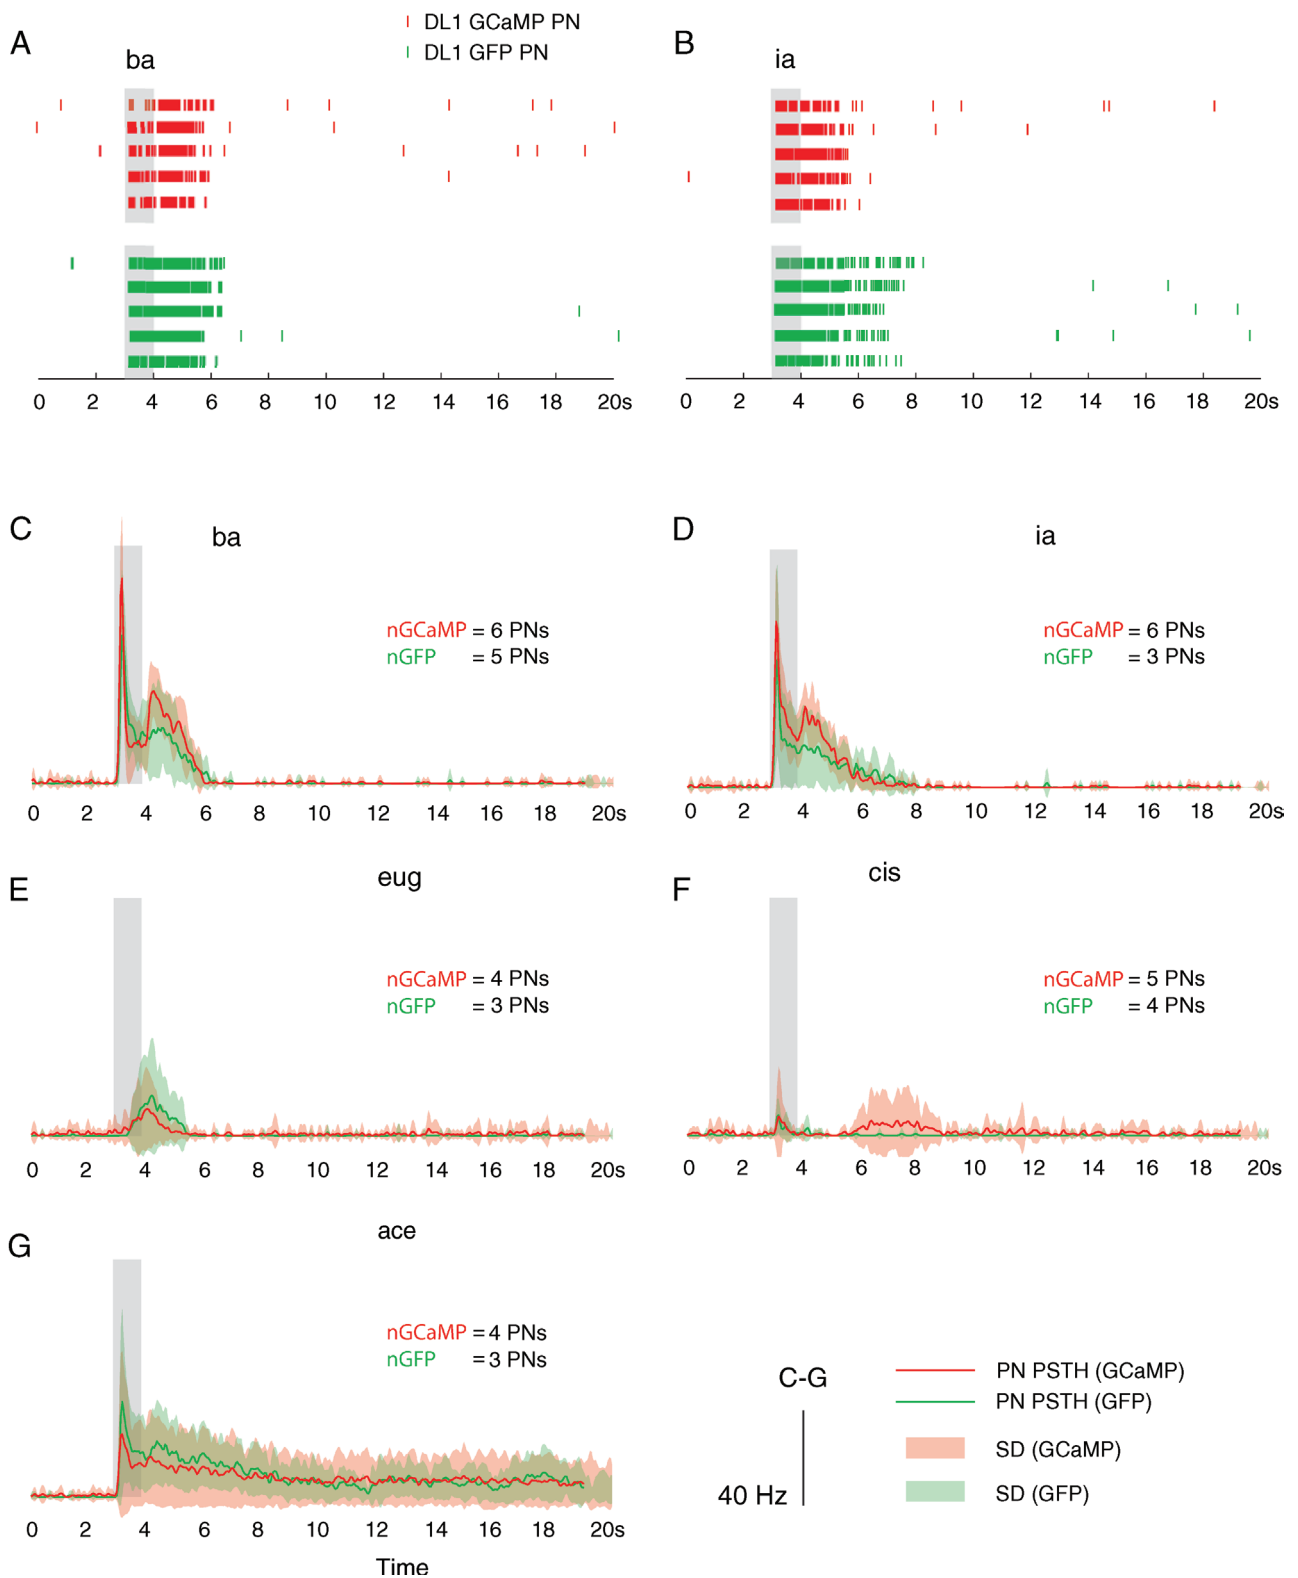 A
DL1 GCaMP PN
DL1 GFP PN
ba
B
ia
0 2 4 6 8 10 12 14 16 18 20s
0 2 4 6 8 10 12 14 16 18 20s
C
ba
nGCaMP = 6 PNs
nGFP = 5 PNs
0 2 4 6 8 10 12 14 16 18 20s
D
ia
nGCaMP = 6 PNs
nGFP = 3 PNs
0 2 4 6 8 10 12 14 16 18 20s
E
eug
nGCaMP = 4 PNs
nGFP = 3 PNs
0 2 4 6 8 10 12 14 16 18 20s
F
cis
nGCaMP = 5 PNs
nGFP = 4 PNs
0 2 4 6 8 10 12 14 16 18 20s
G
ace
nGCaMP = 4 PNs
nGFP = 3 PNs
0 2 4 6 8 10 12 14 16 18 20s
Time
C-G
40 Hz
PN PSTH (GCaMP)
PN PSTH (GFP)
SD (GCaMP)
SD (GFP)